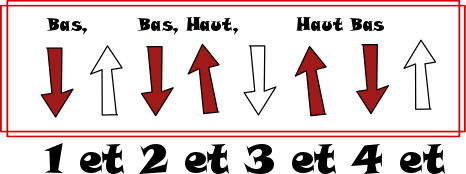 Bas, Bas, Haut, Haut Bas
1 et 2 et 3 et 4 et